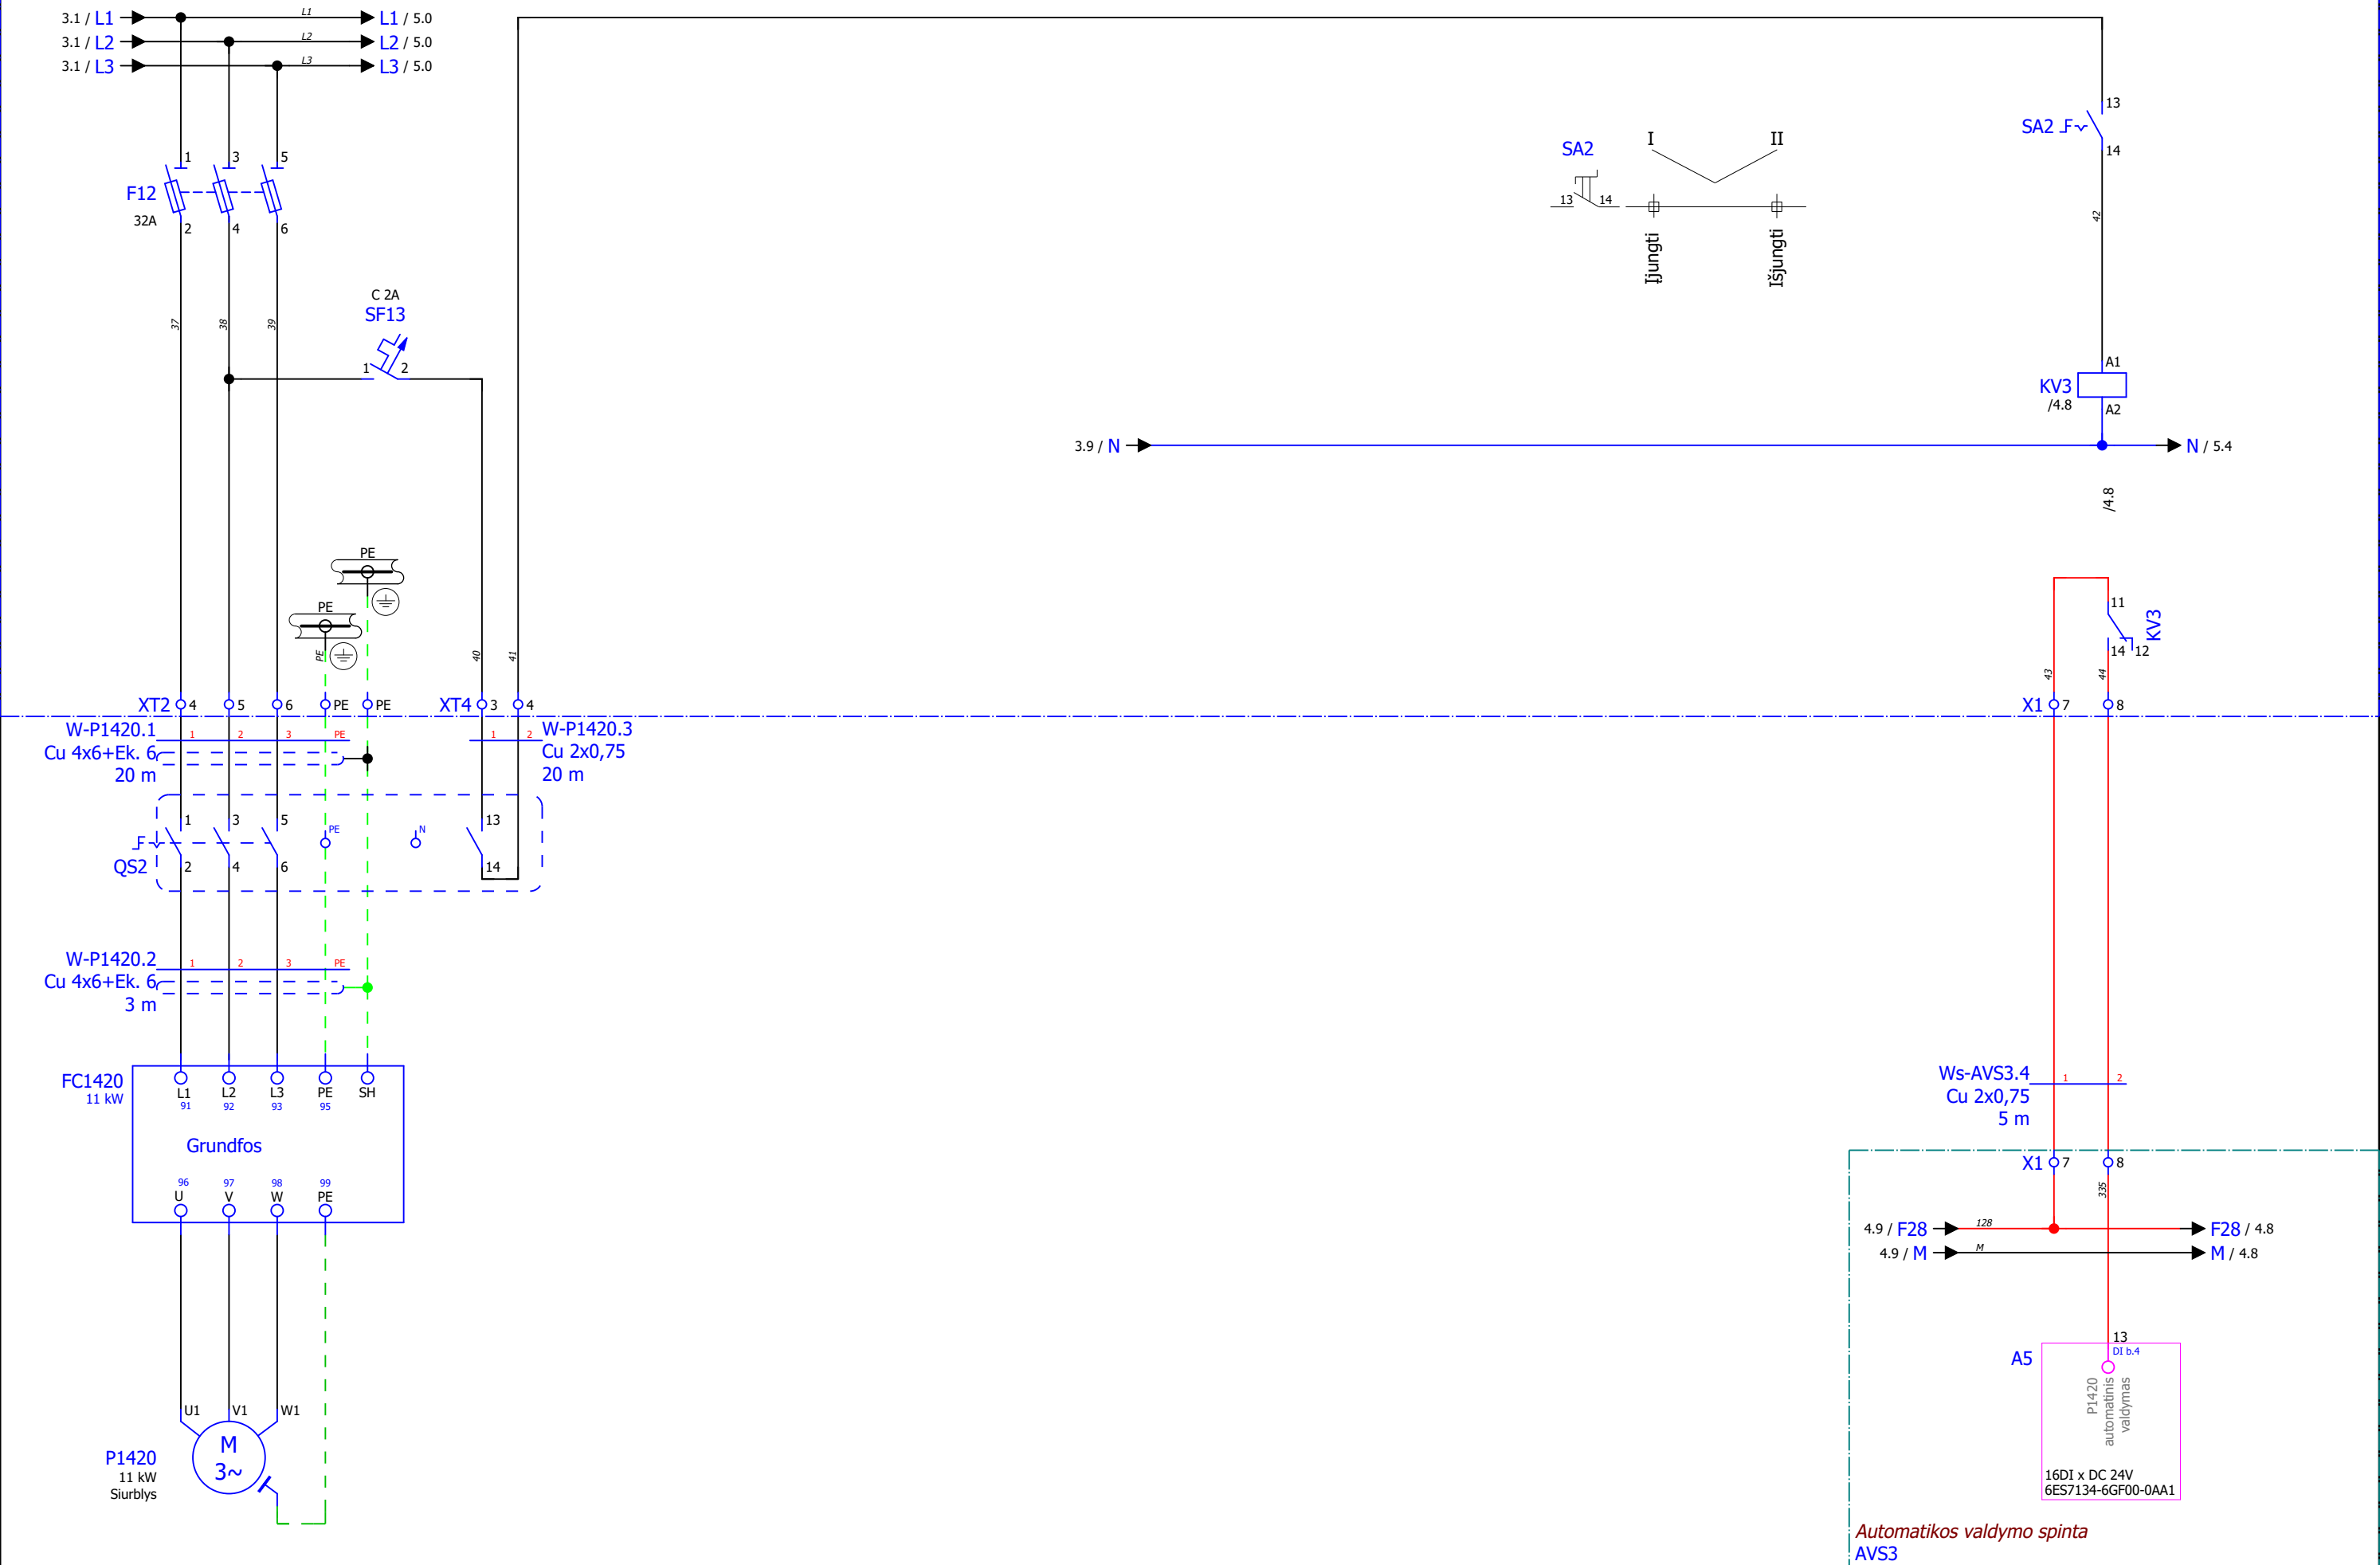 3.1 / L1
L1
L1 / 5.0
3.1 / L2
L2
L2 / 5.0
3.1 / L3
L3
L3 / 5.0
1
3
5
F12
32A
2
4
6
37
38
39
C 2A
SF13
1
2
SA2
I
II
13
14
Įjungti
Išjungti
13
SA2
14
42
A1
KV3
/4.8
A2
3.9 / N
N / 5.4
/4.8
PE
PE
PE
40
41
11
KV3
14
12
43
44
XT2
4
5
6
PE
PE
XT4
3
4
X1
7
8
W-P1420.1
Cu 4x6+Ek. 6
20 m
1
2
3
PE
1
2
W-P1420.3
Cu 2x0,75
20 m
1
3
5
PE
N
13
QS2
2
4
6
14
W-P1420.2
Cu 4x6+Ek. 6
3 m
1
2
3
PE
FC1420
11 kW
L1
L2
L3
PE
SH
91
92
93
95
Grundfos
96
97
98
99
U
V
W
PE
Ws-AVS3.4
Cu 2x0,75
5 m
1
2
X1
7
8
335
4.9 / F28
128
F28 / 4.8
4.9 / M
M
M / 4.8
13
DI b.4
A5
P1420
automatinis
valdymas
16DI x DC 24V
6ES7134-6GF00-0AA1
U1
V1
W1
M
3~
P1420
11 kW
Siurblys
Automatikos valdymo spinta
AVS3